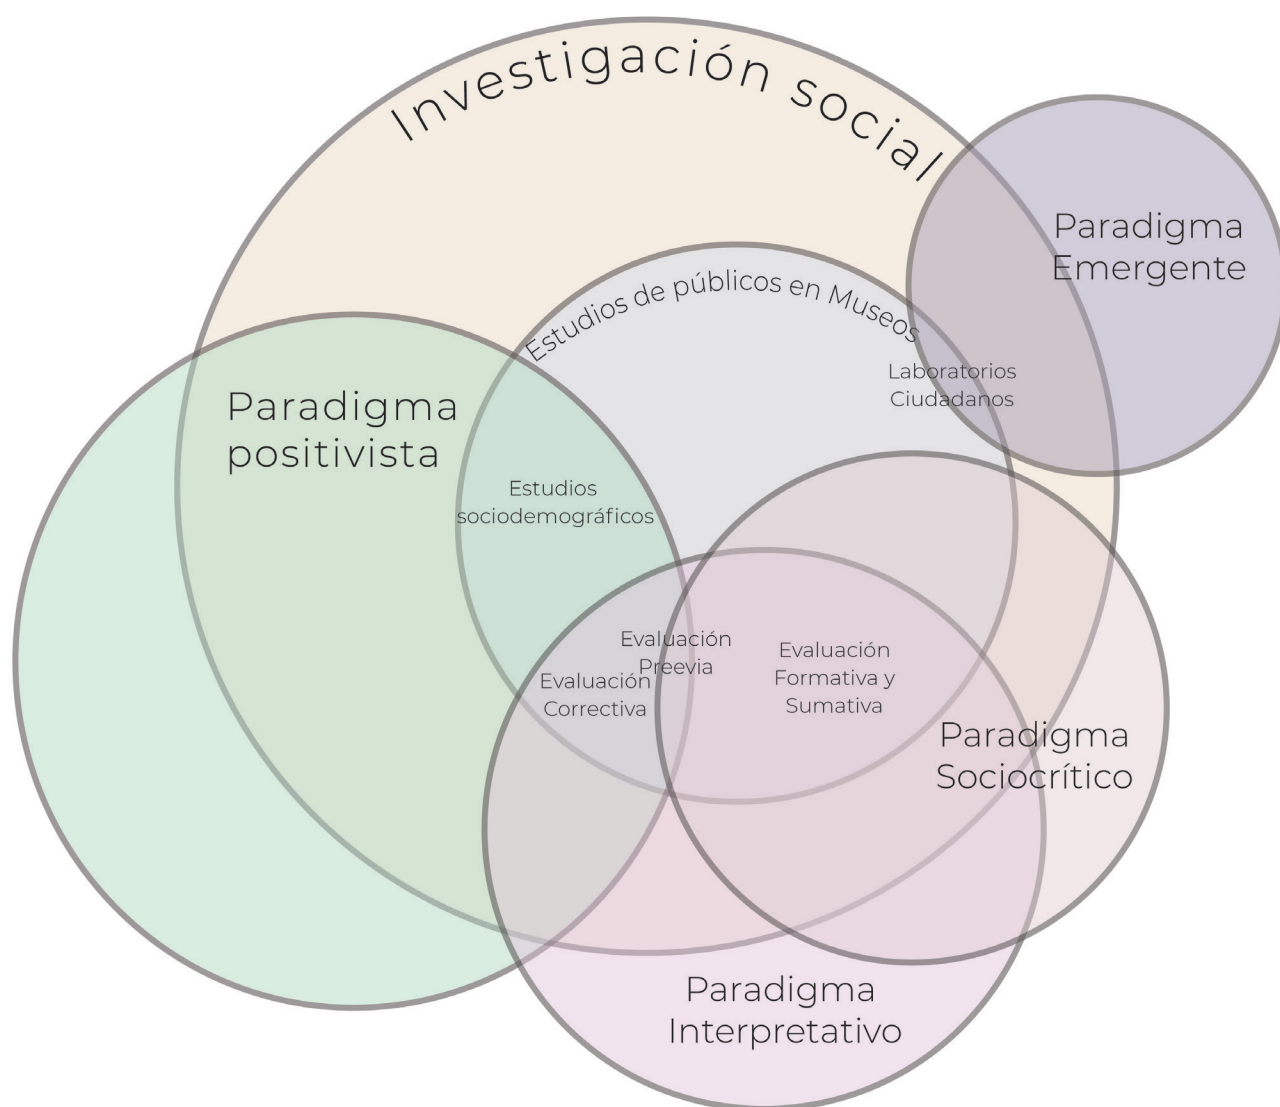 Investigación social
Paradigma
Emergente
Estudios de públicos en Museos
Laboratorios
Ciudadanos
Paradigma
positivista
Estudios
sociodemográficos
Evaluación
Preevia
Evaluación
Correctiva
Evaluación
Formativa y
Sumativa
Paradigma
Sociocrítico
Paradigma
Interpretativo